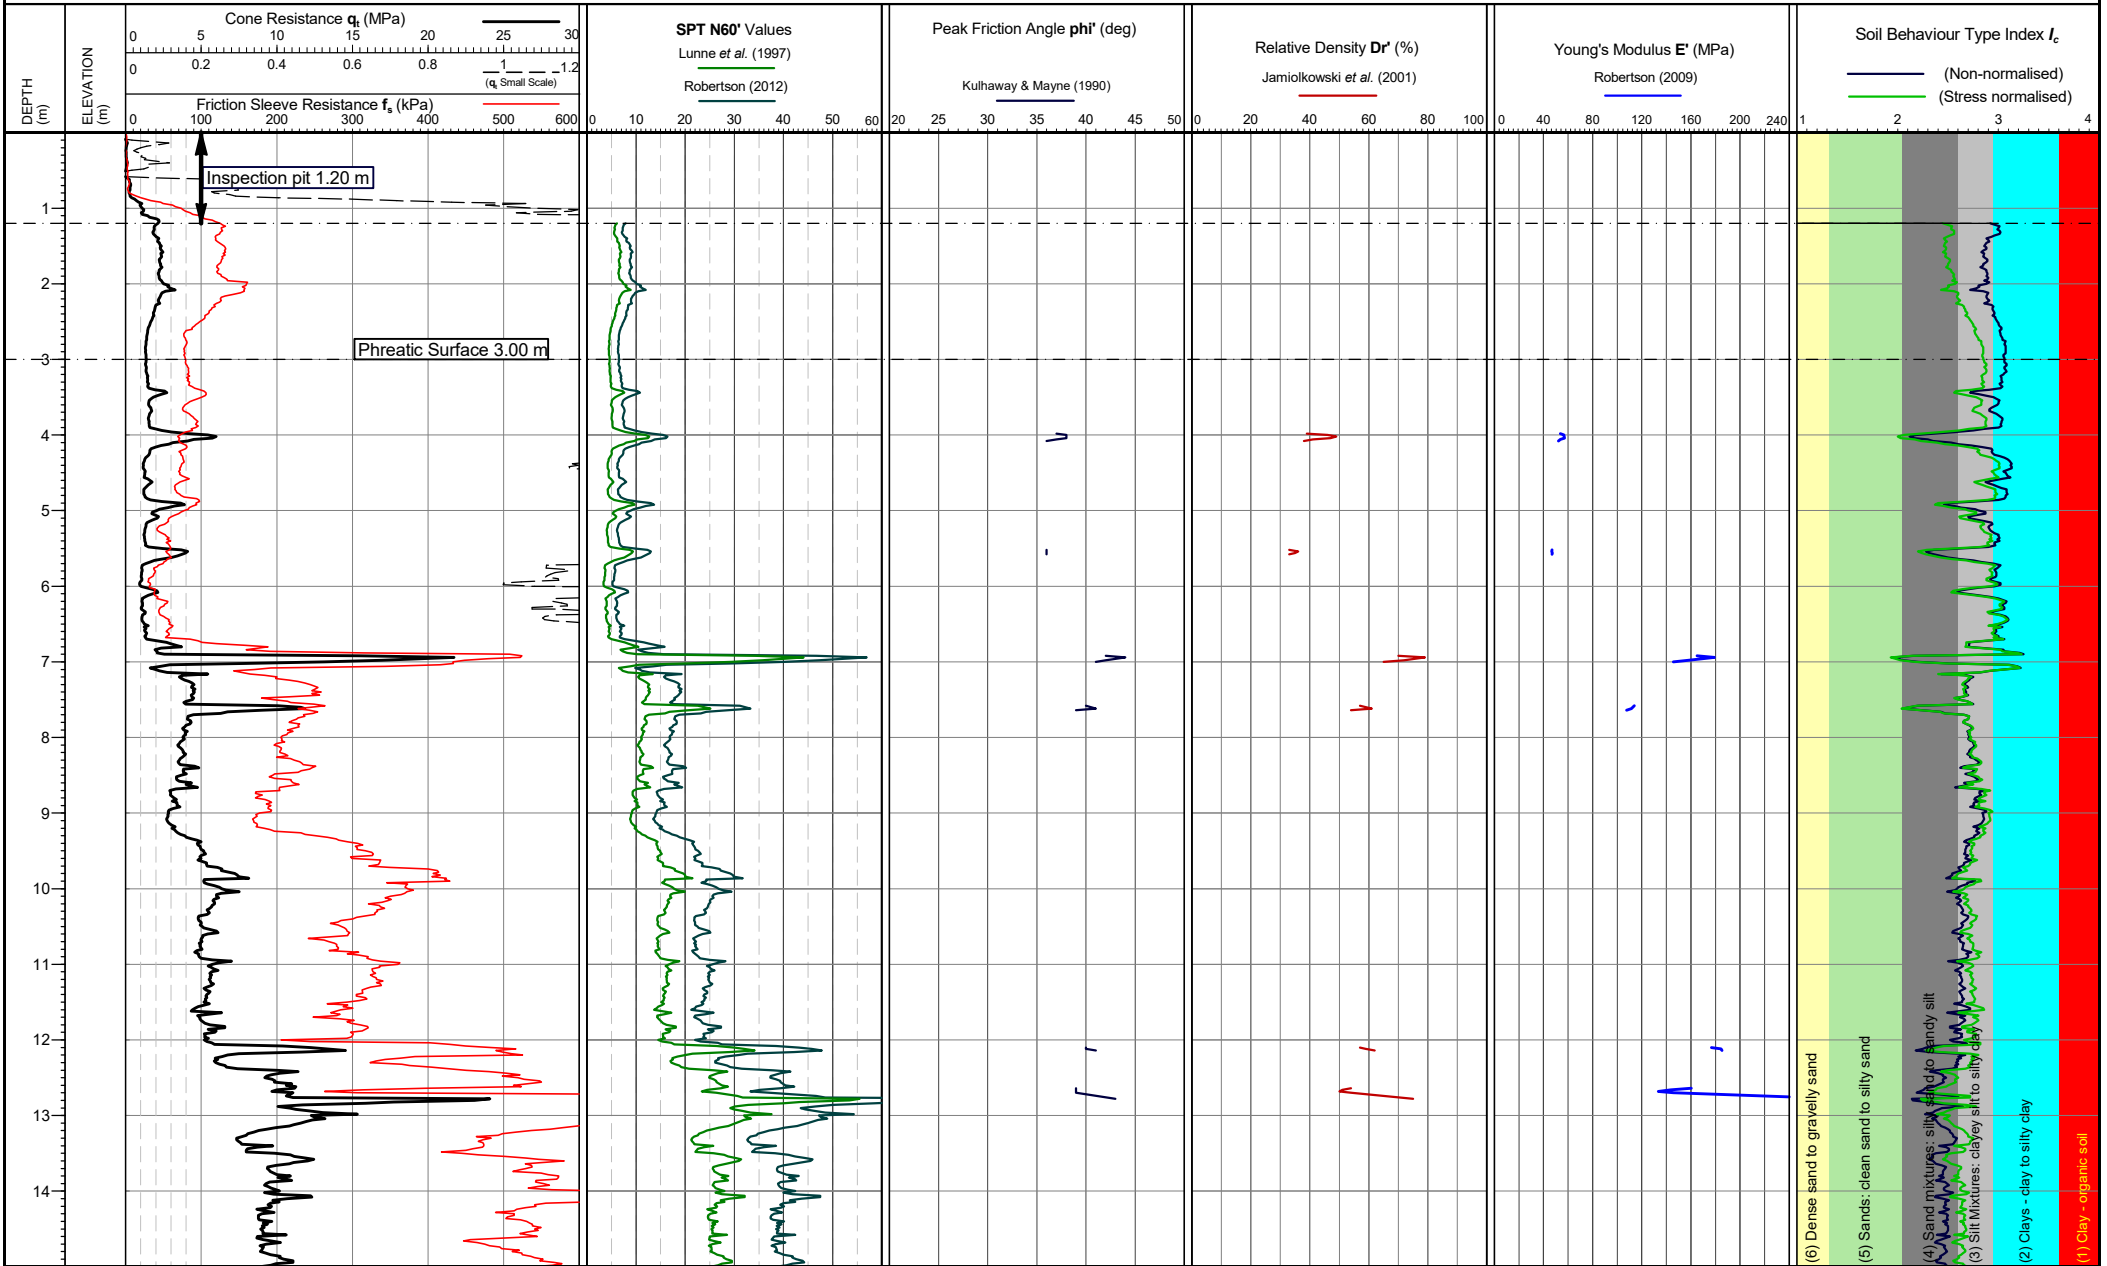 DEPTH
(m)
ELEVATION
(m)
Cone Resistance qt (MPa)
0 5 10 15 20 25 30
0 0.2 0.4 0.6 0.8 1 1.2
(qt Small Scale)
Friction Sleeve Resistance fs (kPa)
0 100 200 300 400 500 600
SPT N60' Values
Lunne et al. (1997)
Robertson (2012)
0 10 20 30 40 50 60
Peak Friction Angle phi' (deg)
Kulhaway & Mayne (1990)
20 25 30 35 40 45 50
Relative Density Dr' (%)
Jamiolkowski et al. (2001)
0 20 40 60 80 100
Young's Modulus E' (MPa)
Robertson (2009)
0 40 80 120 160 200 240
Soil Behaviour Type Index Ic
(Non-normalised)
(Stress normalised)
1 2 3 4
Inspection pit 1.20 m
Phreatic Surface 3.00 m
1
2
3
4
5
6
7
8
9
10
11
12
13
14
(6) Dense sand to gravelly sand
(5) Sands: clean sand to silty sand
(4) Sand mixtures: silty sand to sandy silt
(3) Silt Mixtures: clayey silt to silty clay
(2) Clays - clay to silty clay
(1) Clay - organic soil